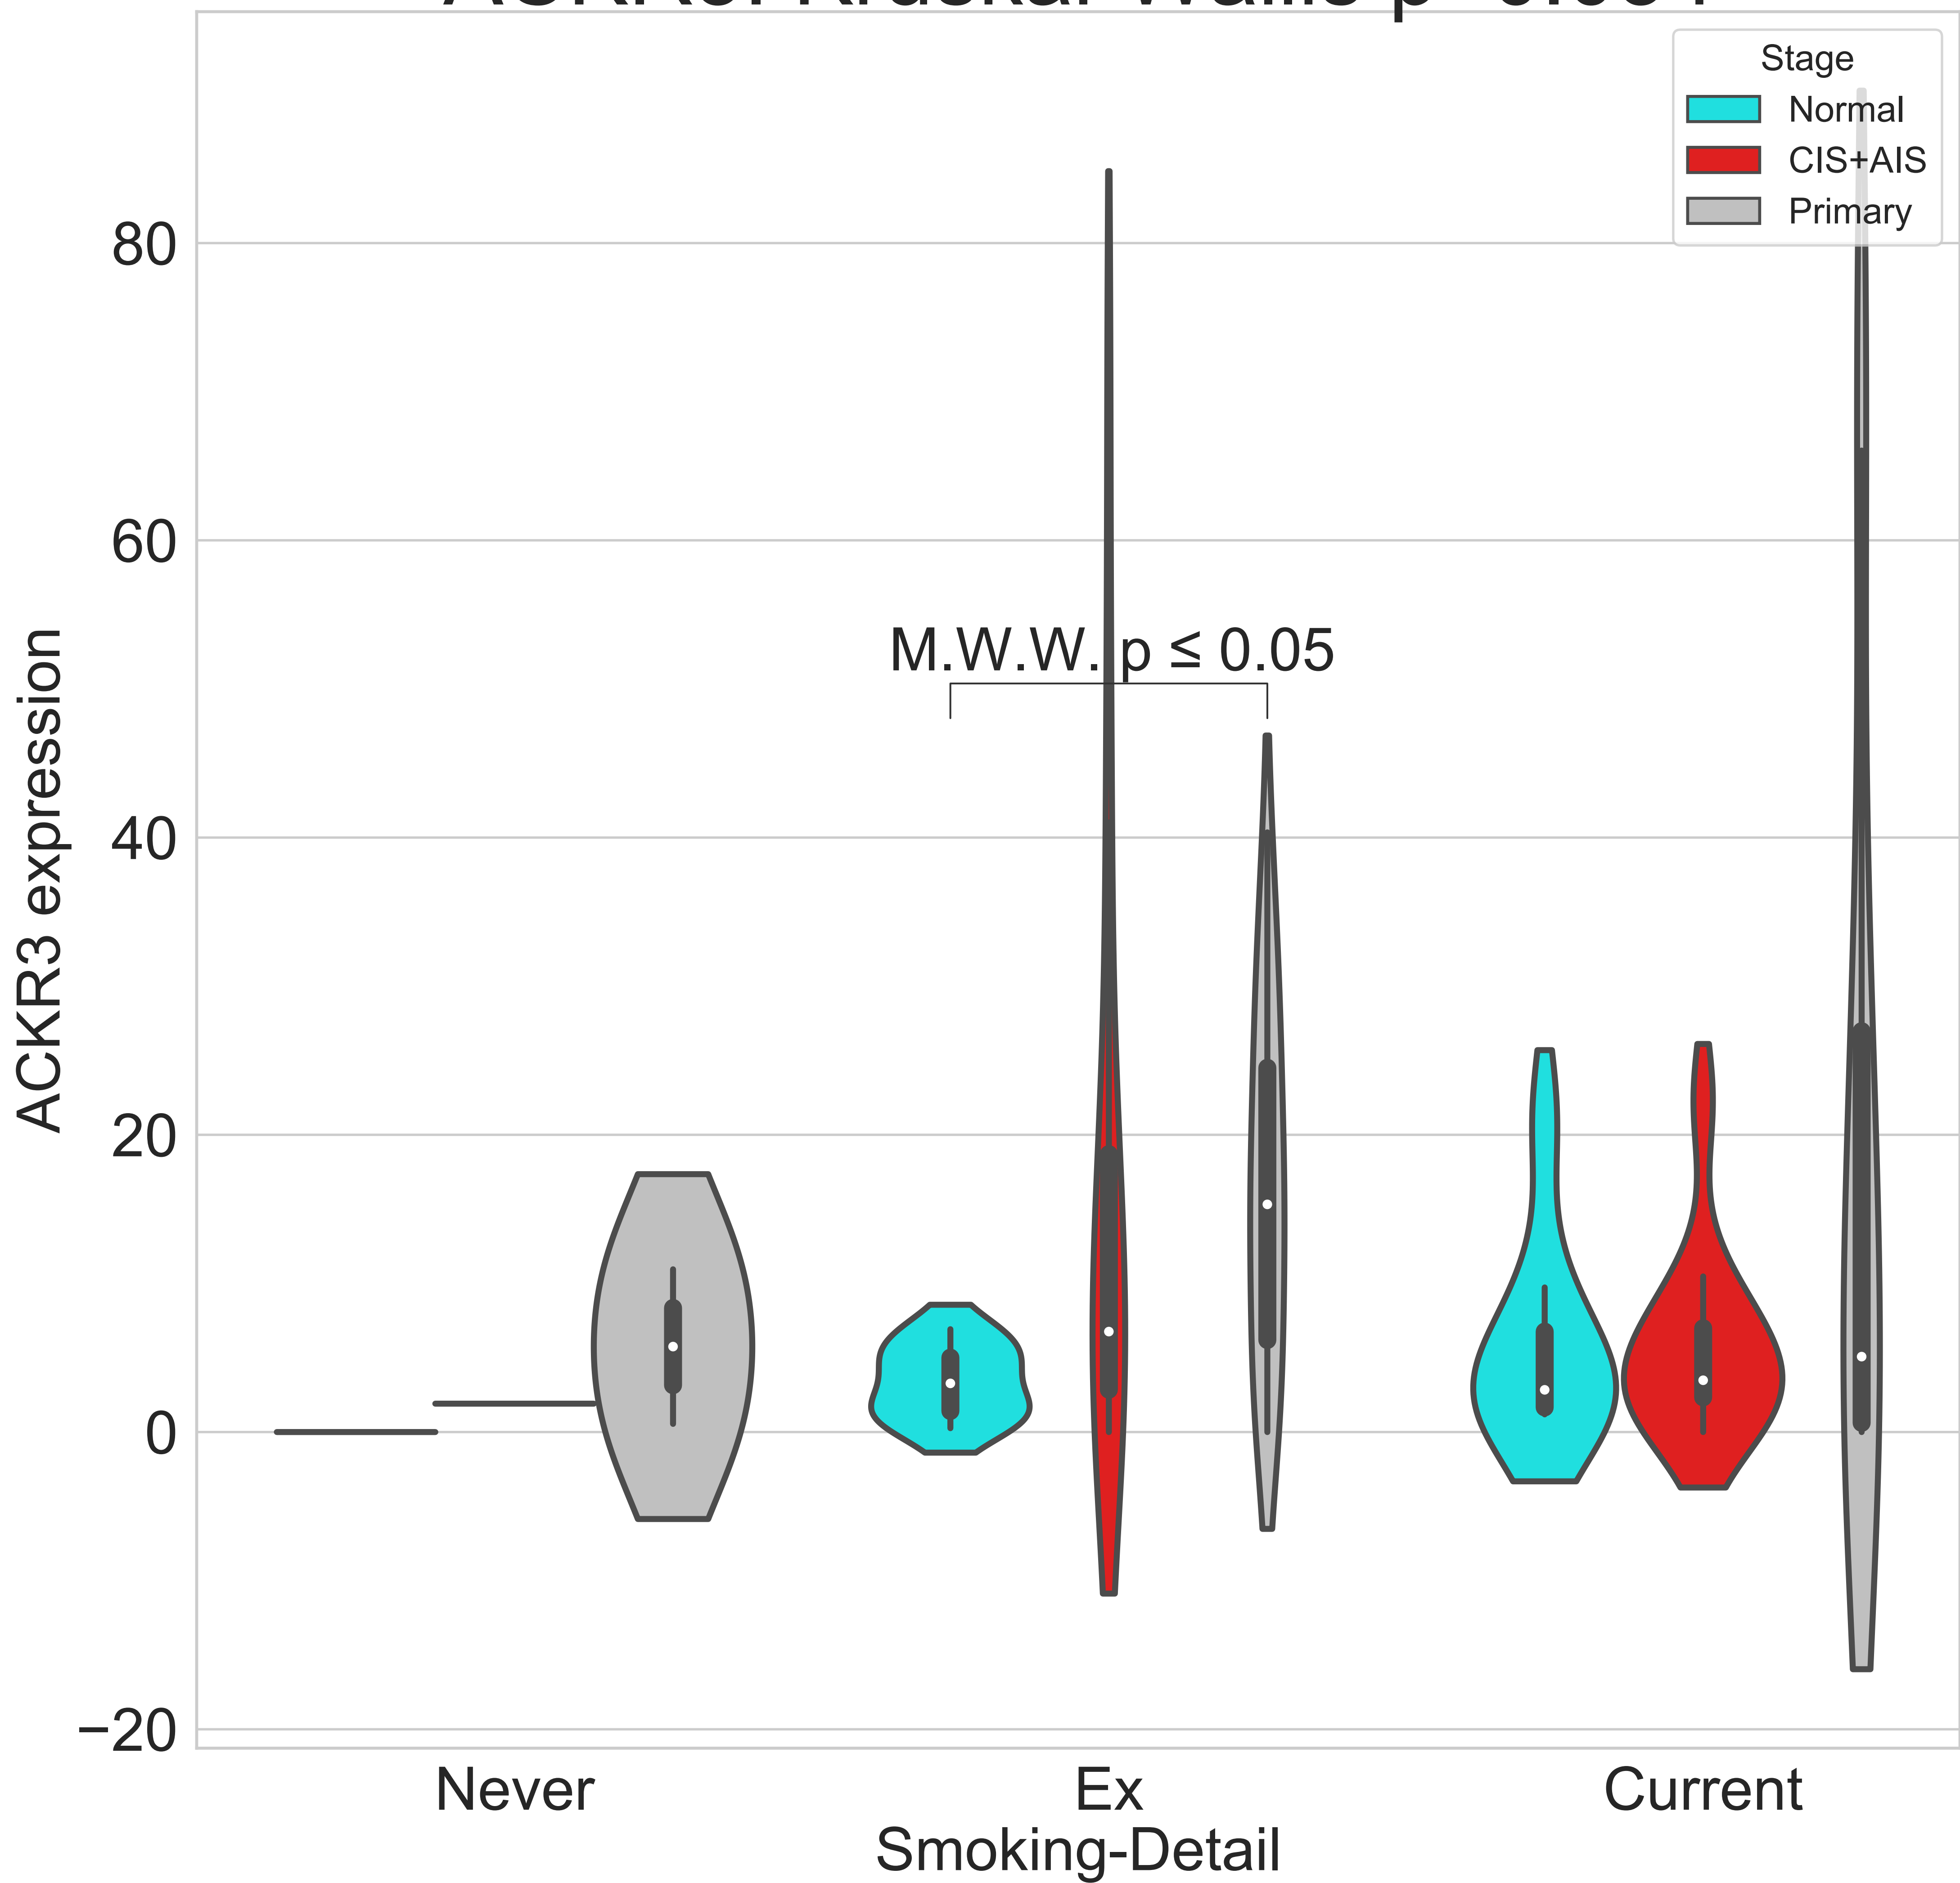 Stage
Normal
CIS+AIS
Primary
80
60
40
20
0
−20
ACKR3 expression
M.W.W. p ≤ 0.05
Never
Ex
Current
Smoking-Detail